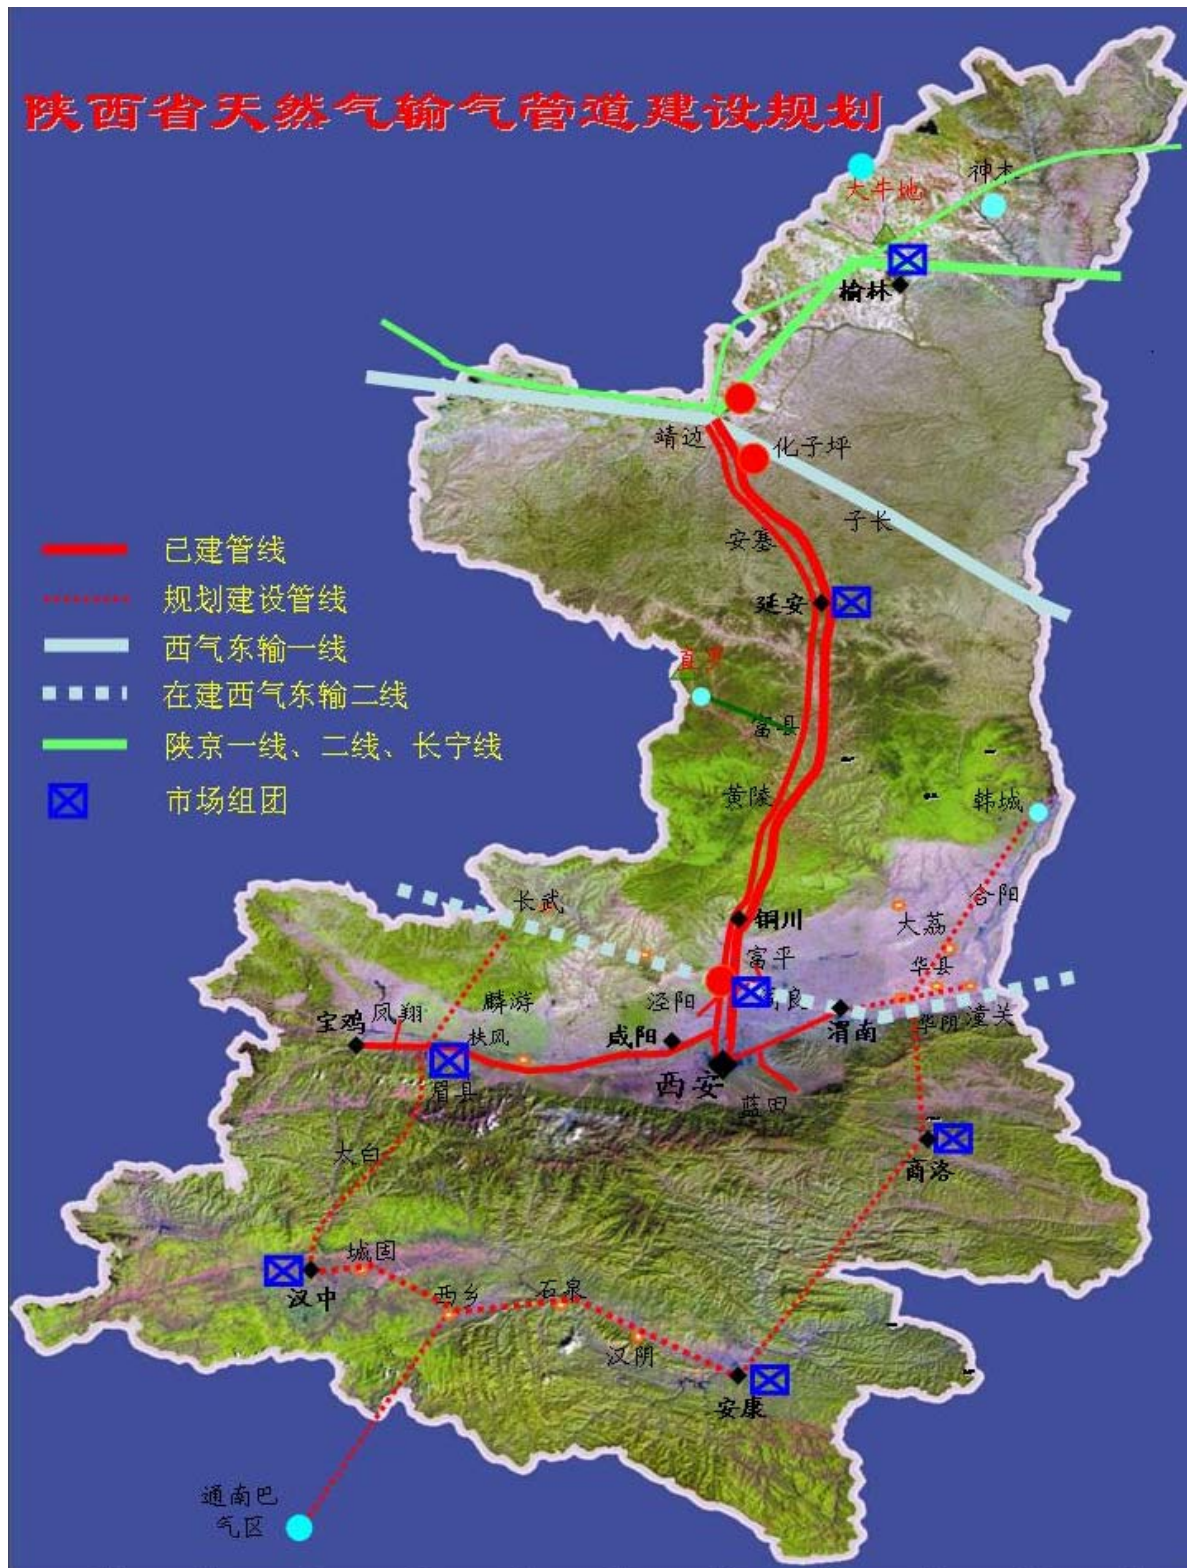 陕西省天然气输气管道建设规划
神木
大牛地
榆林
靖边
化子坪
子长
安塞
已建管线
规划建设管线
延安
西气东输一线
在建西气东输二线
富县
陕京一线、二线、长宁线
黄陵
市场组团
韩城
长武
合阳
大荔
铜川
富平
华县
麟游
泾阳
良
宝鸡
凤翔
扶风
咸阳
渭南
华阴
潼关
西安
眉县
蓝田
太白
商洛
城固
汉中
西乡
石泉
汉阴
安康
通南巴
气区